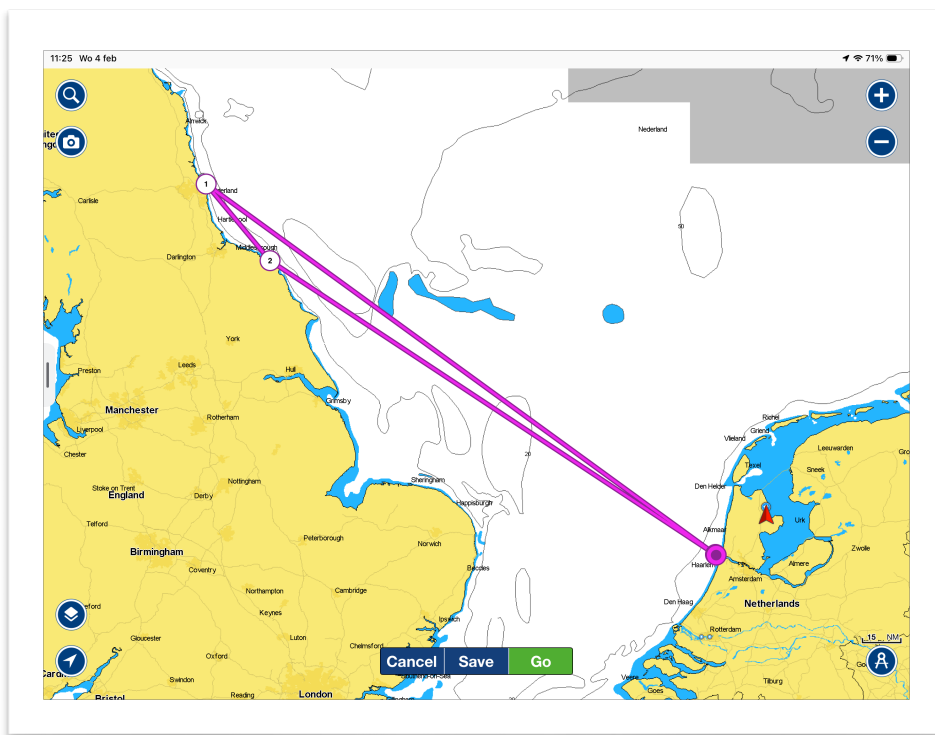 11:25 Wo 4 feb
71%
Alnwick
Nederland
1
Carlisle
50
Darlington
2
York
Preston
Leeds
Hull
Manchester
Grimsby
Liverpool
Rotherham
Richel
Griend
Vlieland
Chester
Leeuwarden
Texel
Sneek
20
Sheringham
Nottingham
Den Helder
Stoke on Trent
England
Derby
Happisburgh
Telford
Urk
Alkmaar
Peterborough
Norwich
Zwolle
Birmingham
Haarlem
Coventry
Beccles
Almere
Amsterdam
Northampton
Cambridge
Den Haag
Netherlands
Keynes
Ipswich
Gloucester
Luton
Chelmsford
Rotterdam
15 NM
Oxford
Cancel Save Go
Swindon
Veere
Tilburg
Goes
Reading
London
Bristol